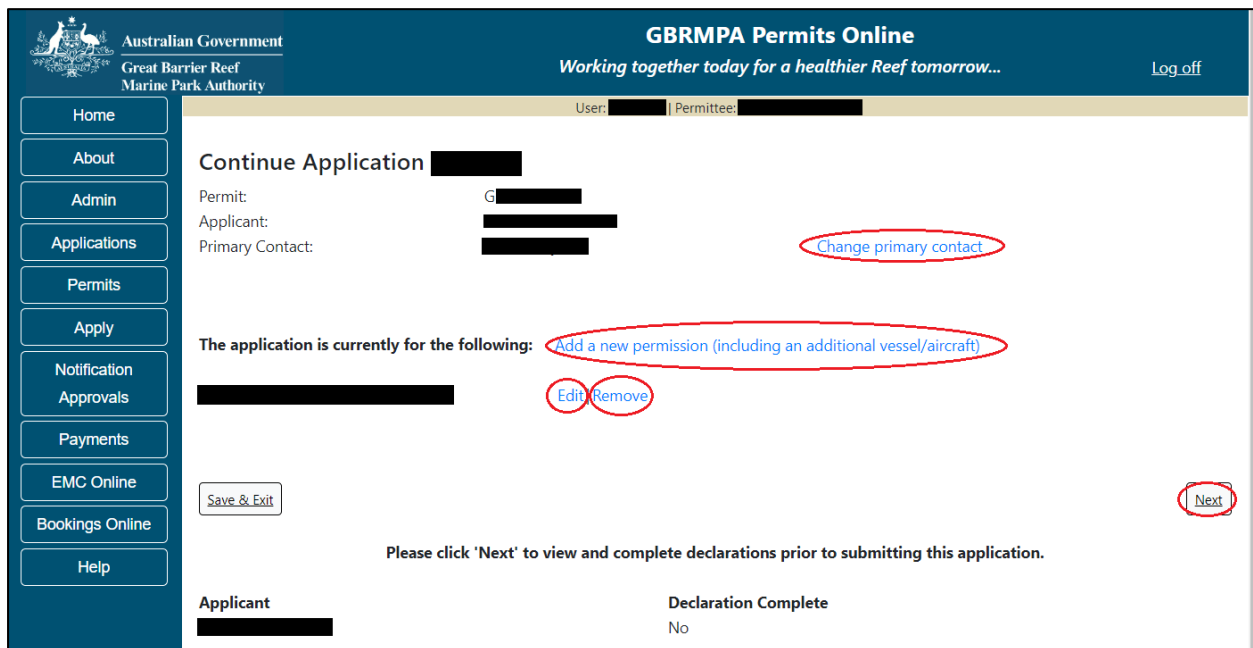 Australian Government
Great Barrier Reef
Marine Park Authority
GBRMPA Permits Online
Working together today for a healthier Reef tomorrow...
Log off
User: | Permittee:
Home
About
Admin
Applications
Permits
Apply
Notification
Approvals
Payments
EMC Online
Bookings Online
Help
Continue Application
Permit: G
Applicant:
Primary Contact: Change primary contact
The application is currently for the following: Add a new permission (including an additional vessel/aircraft)
Edit | Remove
Save & Exit
Next
Please click 'Next' to view and complete declarations prior to submitting this application.
Applicant Declaration Complete
No